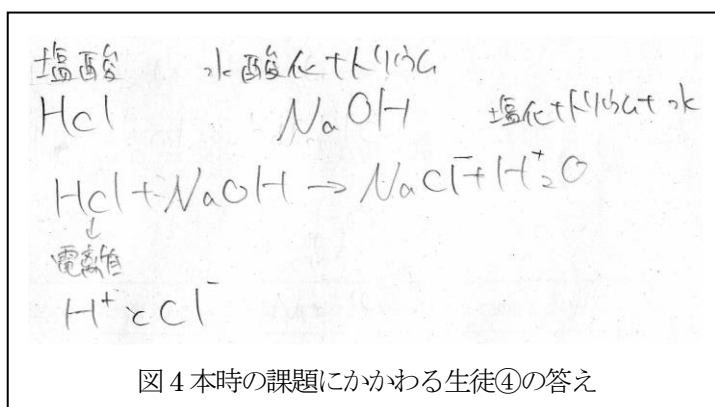 塩酸 水酸化ナトリウム
HCl NaOH 塩化ナトリウム+水
HCl+NaOH→NaCl⁻+H⁺₂O
↓
電離
H⁺とCl⁻
図4本時の課題にかかわる生徒④の答え